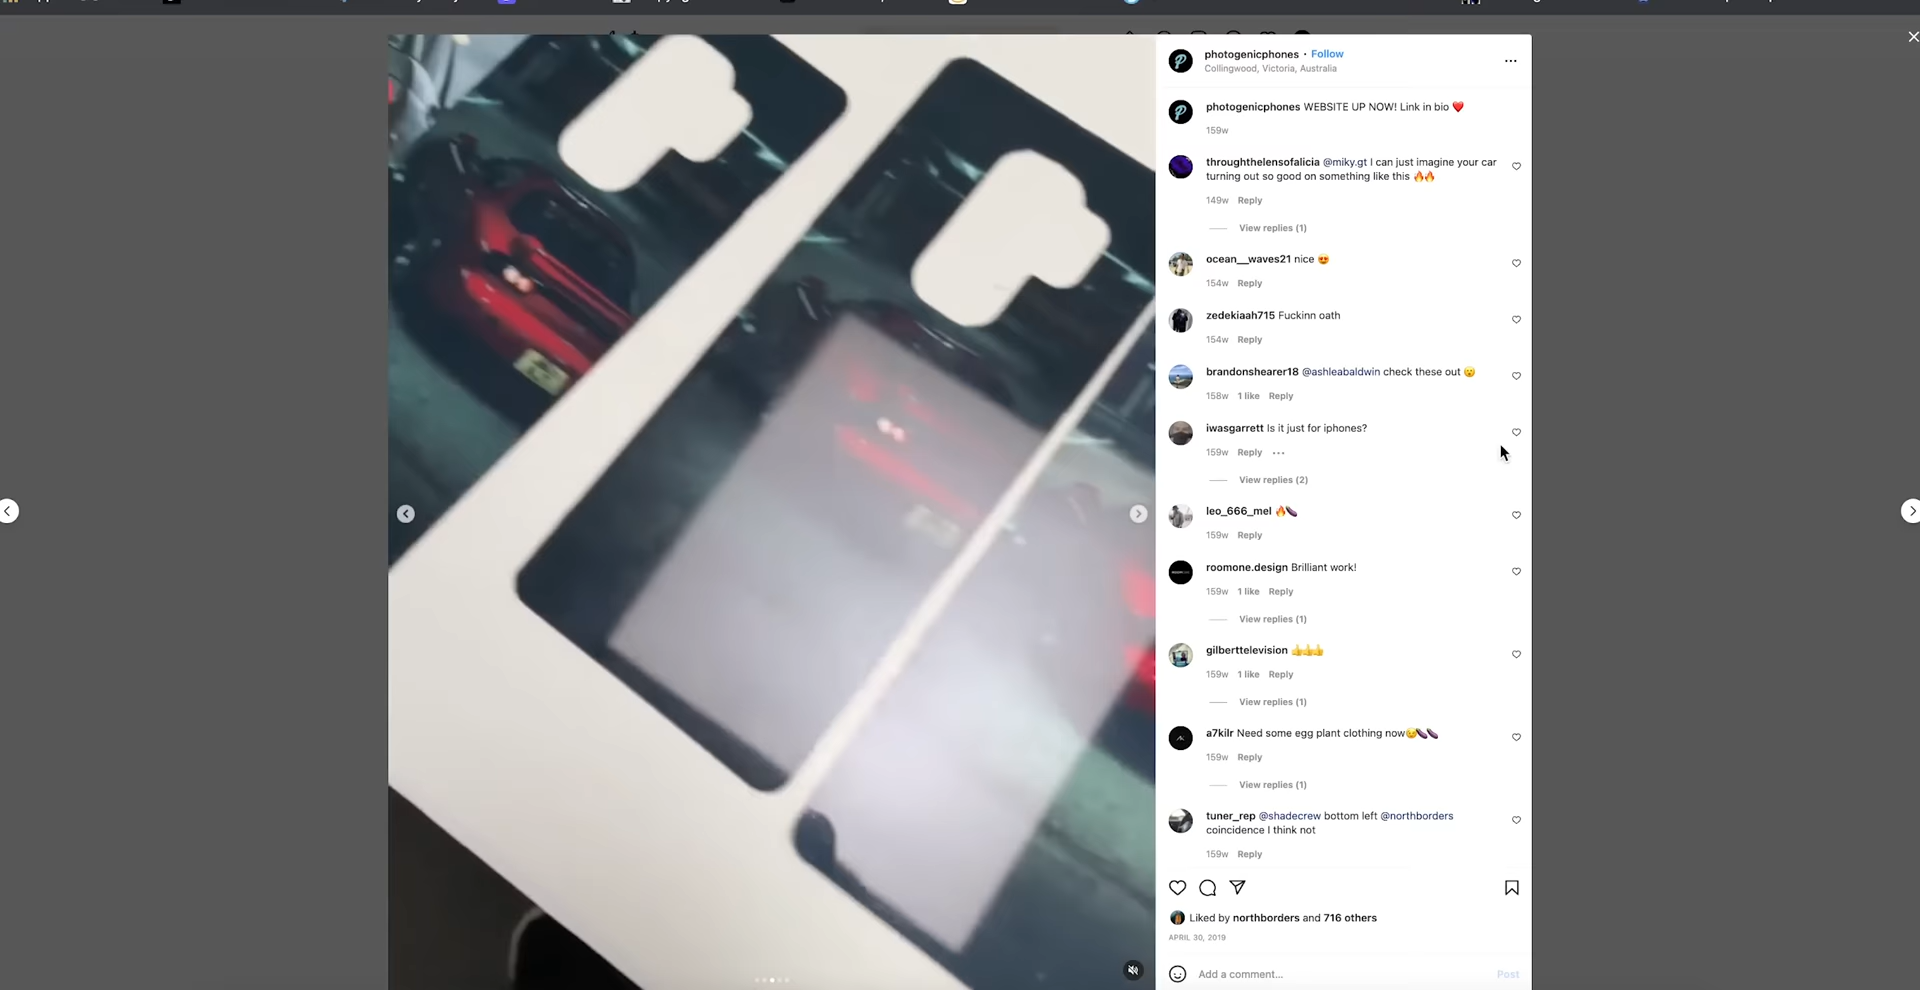 photogenicphones • Follow
Collingwood, Victoria, Australia
photogenicphones WEBSITE UP NOW! Link in bio ❤️
159w
throughthelensofalicia @miky.gt I can just imagine your car
turning out so good on something like this 🔥🔥
149w Reply
View replies (1)
ocean__waves21 nice 😍
154w Reply
zedekiaah715 Fuckinn oath
154w Reply
brandonshearer18 @ashleabaldwin check these out 😮
158w 1 like Reply
iwasgarrett Is it just for iphones?
159w Reply
View replies (2)
leo_666_mel 🔥🍆
159w Reply
roomone.design Brilliant work!
159w 1 like Reply
View replies (1)
gilberttelevision 👍👍👍
159w 1 like Reply
View replies (1)
a7kilr Need some egg plant clothing now😉🍆🍆
159w Reply
View replies (1)
tuner_rep @shadecrew bottom left @northborders
coincidence I think not
159w Reply
Liked by northborders and 716 others
APRIL 30, 2019
Add a comment...
Post